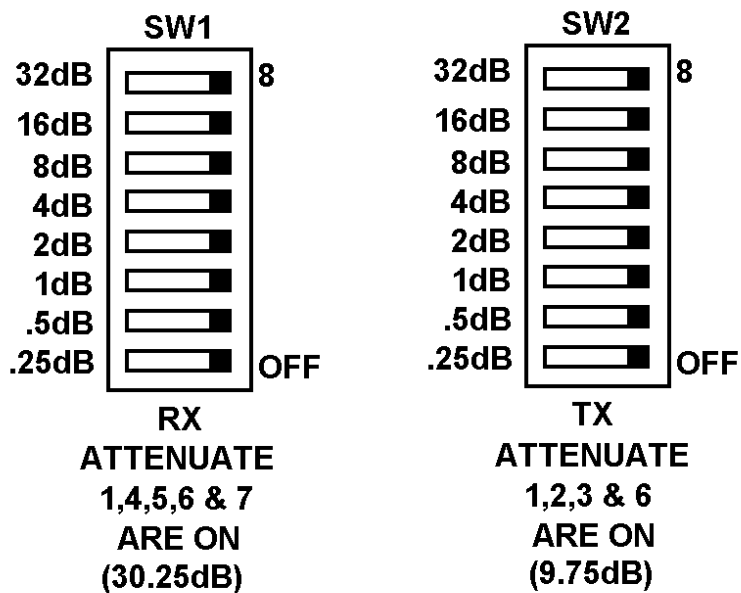 SW1
32dB 8
16dB
8dB
4dB
2dB
1dB
.5dB
.25dB OFF
RX
ATTENUATE
1,4,5,6 & 7
ARE ON
(30.25dB)
SW2
32dB 8
16dB
8dB
4dB
2dB
1dB
.5dB
.25dB OFF
TX
ATTENUATE
1,2,3 & 6
ARE ON
(9.75dB)